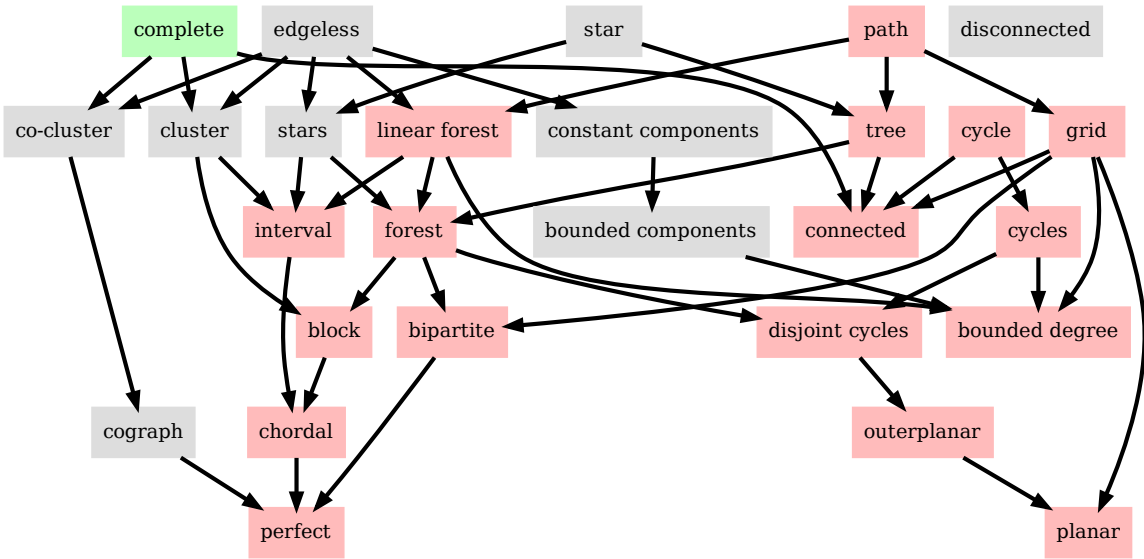 complete
edgeless
star
path
disconnected
co-cluster
cluster
stars
linear forest
constant components
tree
cycle
grid
interval
forest
bounded components
connected
cycles
block
bipartite
disjoint cycles
bounded degree
cograph
chordal
outerplanar
perfect
planar